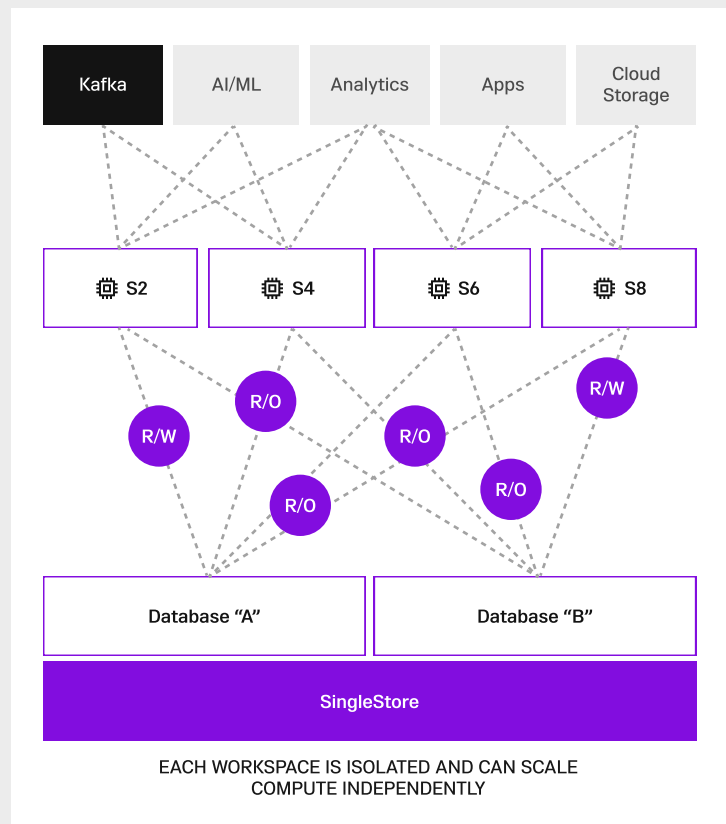 Kafka
AI/ML
Analytics
Apps
Cloud
Storage
S2
S4
S6
S8
R/W
R/O
R/O
R/O
R/O
R/W
Database “A”
Database “B”
SingleStore
EACH WORKSPACE IS ISOLATED AND CAN SCALE
COMPUTE INDEPENDENTLY